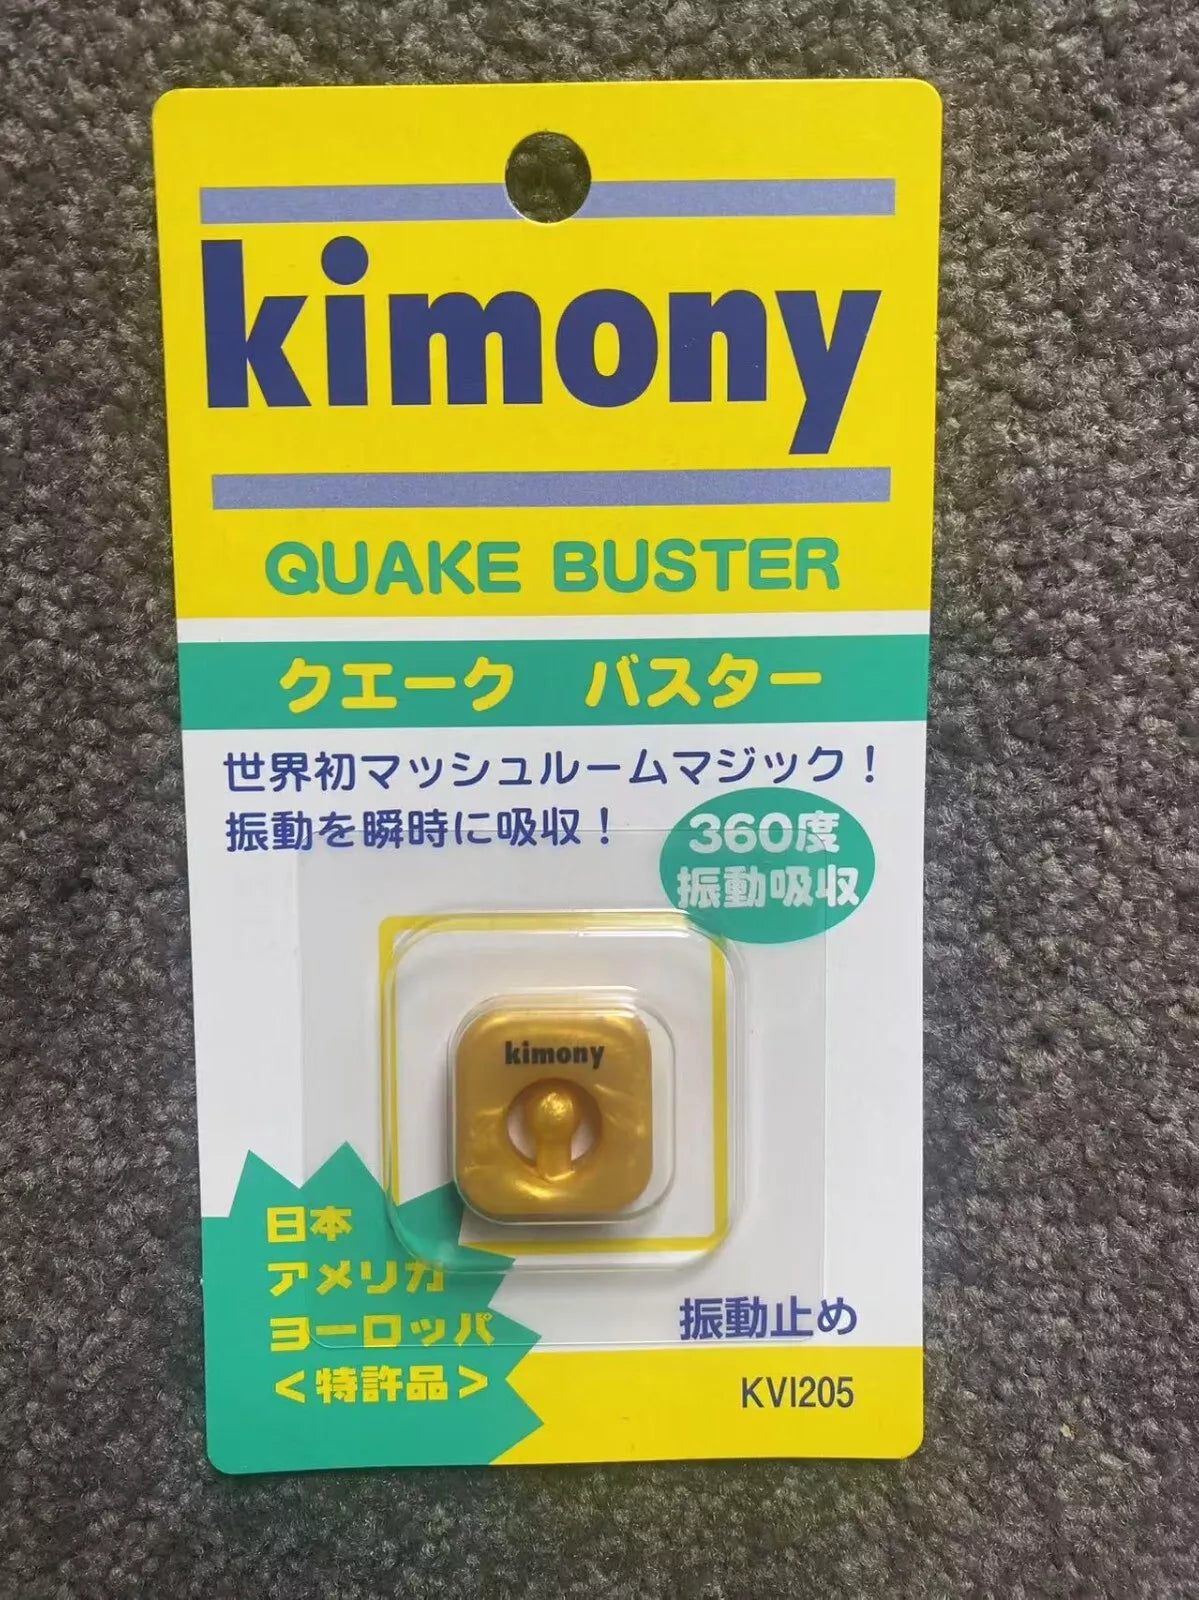 kimony
QUAKE BUSTER
クエーク バスター
世界初マッシュルームマジック！
振動を瞬時に吸収！
360度
振動吸収
kimony
日本
アメリカ
ヨーロッパ
<特許品>
振動止め
KVI205